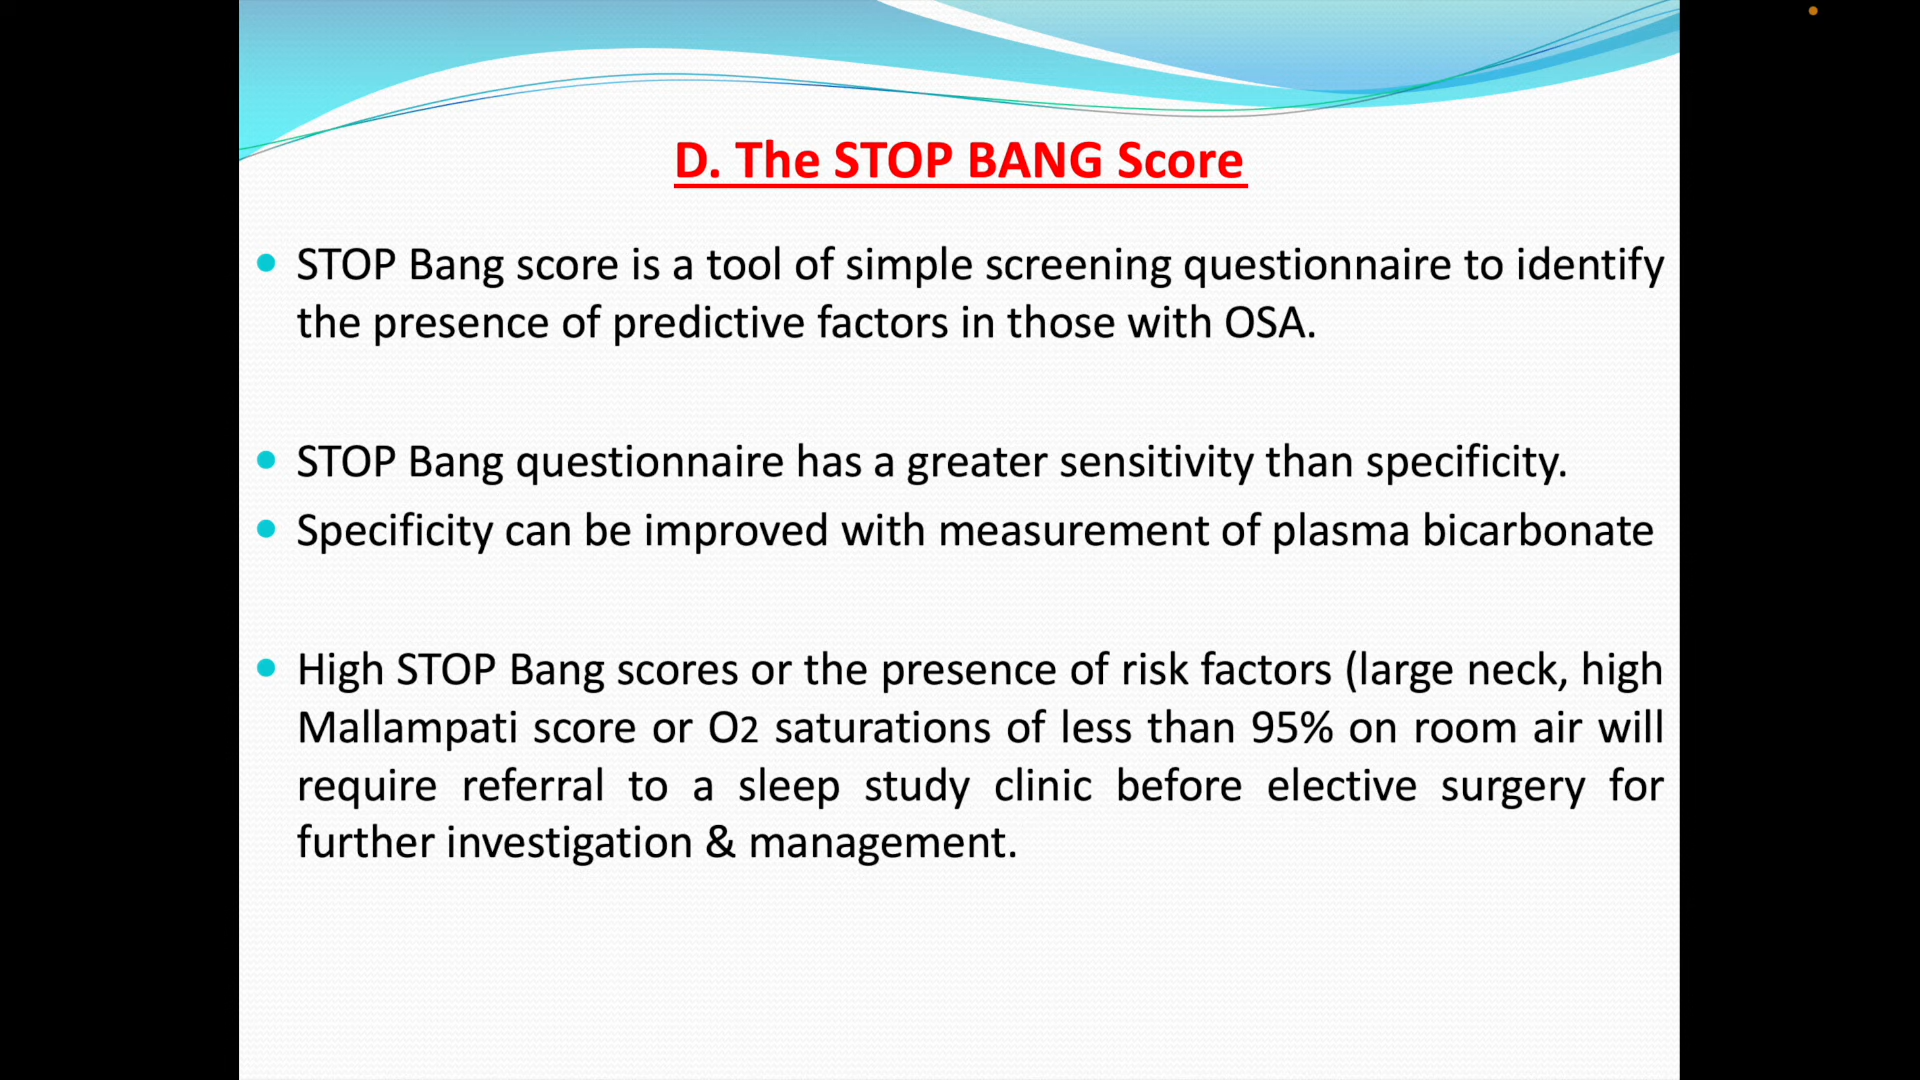 D. The STOP BANG Score
• STOP Bang score is a tool of simple screening questionnaire to identify
the presence of predictive factors in those with OSA.
• STOP Bang questionnaire has a greater sensitivity than specificity.
• Specificity can be improved with measurement of plasma bicarbonate
• High STOP Bang scores or the presence of risk factors (large neck, high
Mallampati score or O2 saturations of less than 95% on room air will
require referral to a sleep study clinic before elective surgery for
further investigation & management.